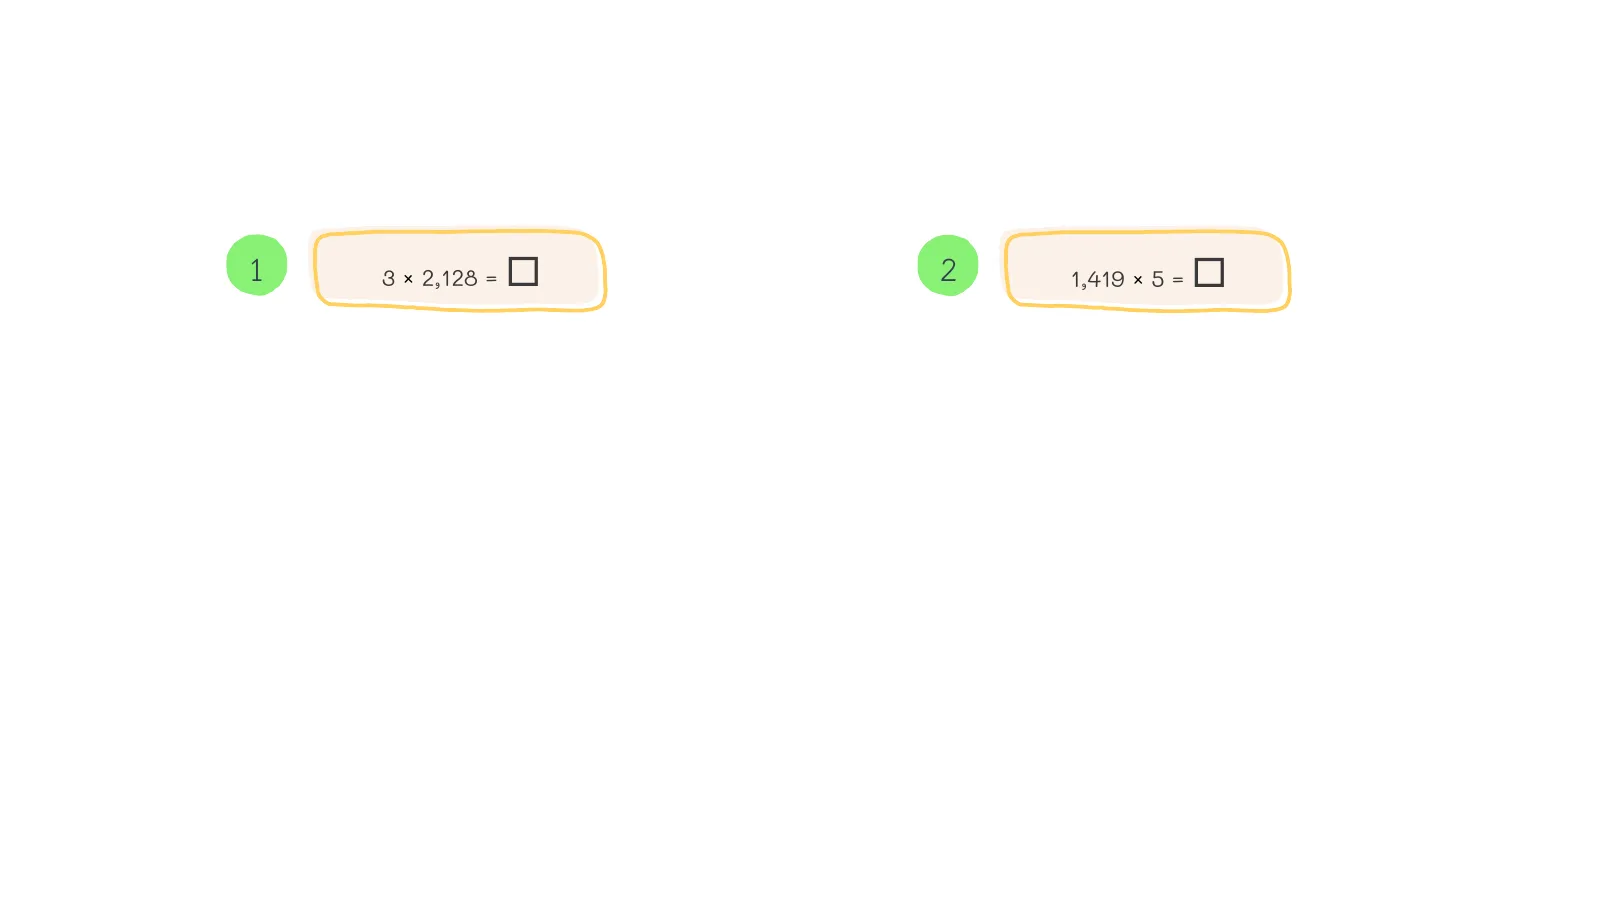 1
3 × 2,128 = □
2
1,419 × 5 = □